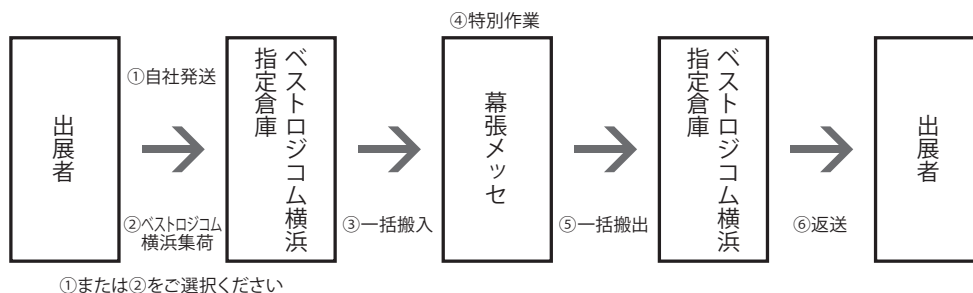 ④特別作業
出展者
①自社発送
②ベストロジコム
横浜集荷
ベストロジコム横浜
指定倉庫
③一括搬入
幕張メッセ
⑤一括搬出
ベストロジコム横浜
指定倉庫
⑥返送
出展者
①または②をご選択ください